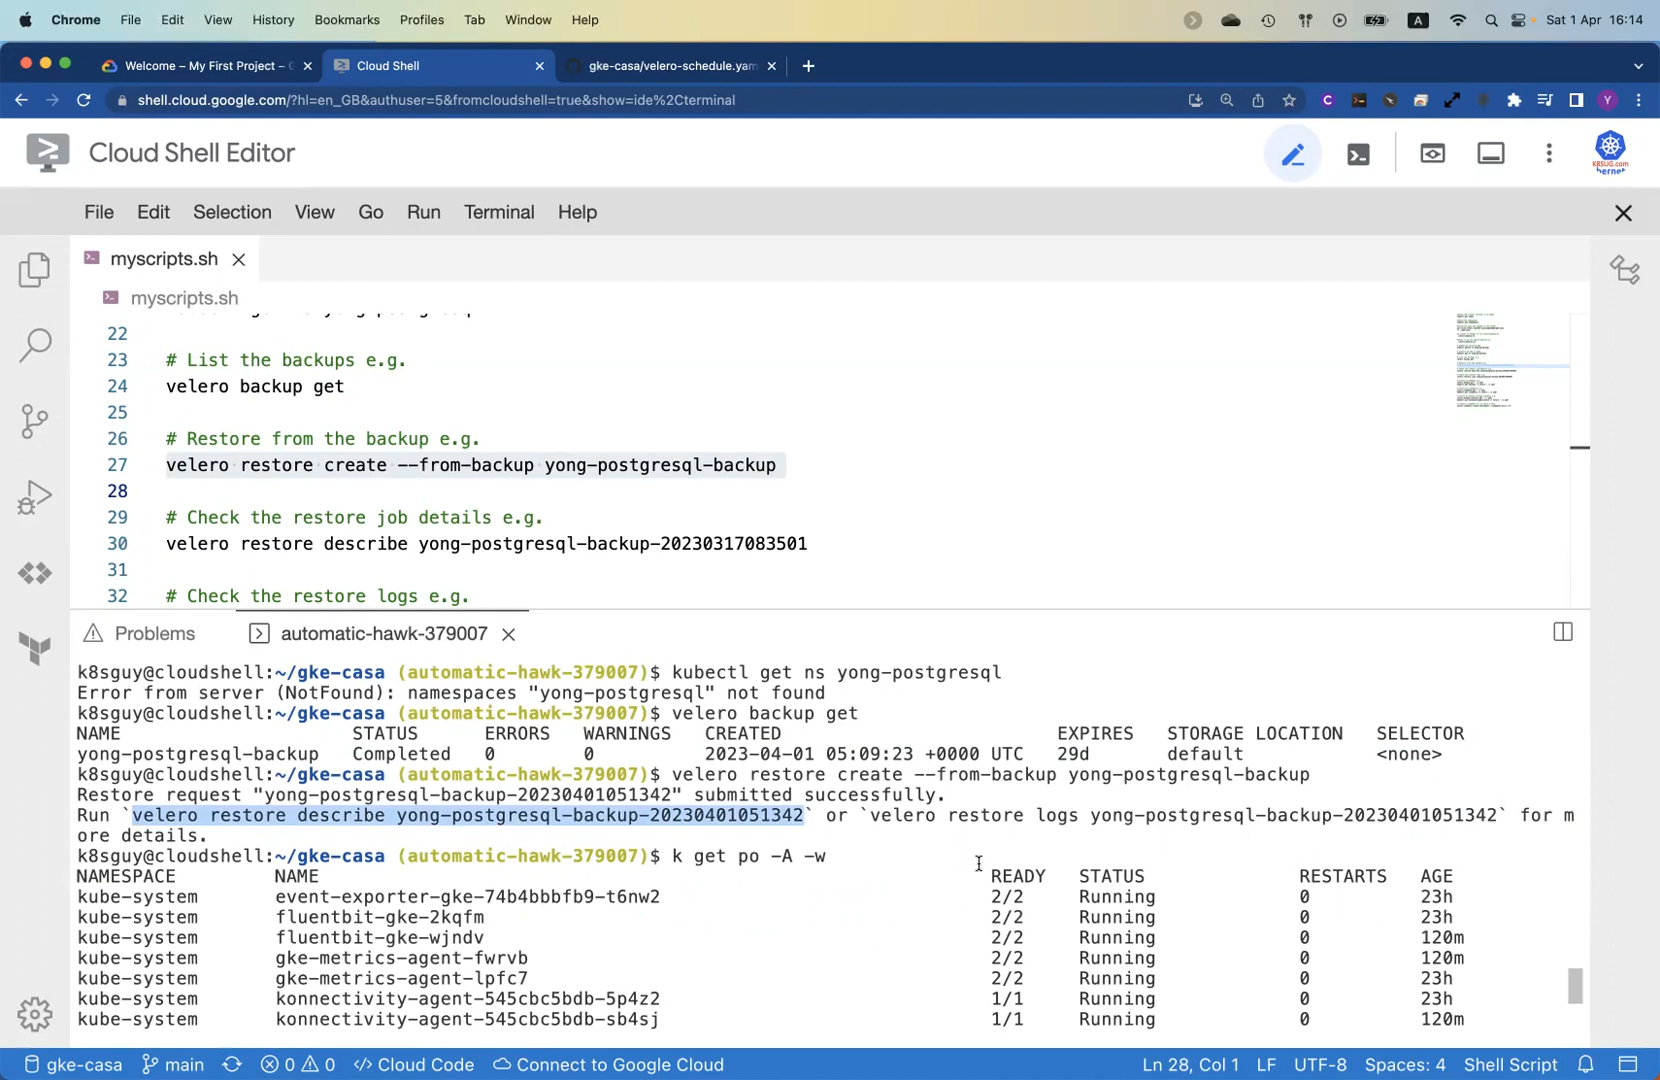 Chrome File Edit View History Bookmarks Profiles Tab Window Help A Sat 1 Apr 16:14
Welcome – My First Project – Cloud Shell gke-casa/velero-schedule.yam
shell.cloud.google.com/?hl=en_GB&authuser=5&fromcloudshell=true&show=ide%2Cterminal
Cloud Shell Editor
K8SUG.com
File Edit Selection View Go Run Terminal Help
myscripts.sh
myscripts.sh
22
23 # List the backups e.g.
24 velero backup get
25
26 # Restore from the backup e.g.
27 velero restore create --from-backup yong-postgresql-backup
28
29 # Check the restore job details e.g.
30 velero restore describe yong-postgresql-backup-20230317083501
31
32 # Check the restore logs e.g.
Problems automatic-hawk-379007
k8sguy@cloudshell:~/gke-casa (automatic-hawk-379007)$ kubectl get ns yong-postgresql
Error from server (NotFound): namespaces "yong-postgresql" not found
k8sguy@cloudshell:~/gke-casa (automatic-hawk-379007)$ velero backup get
NAME STATUS ERRORS WARNINGS CREATED EXPIRES STORAGE LOCATION SELECTOR
yong-postgresql-backup Completed 0 0 2023-04-01 05:09:23 +0000 UTC 29d default <none>
k8sguy@cloudshell:~/gke-casa (automatic-hawk-379007)$ velero restore create --from-backup yong-postgresql-backup
Restore request "yong-postgresql-backup-20230401051342" submitted successfully.
Run `velero restore describe yong-postgresql-backup-20230401051342` or `velero restore logs yong-postgresql-backup-20230401051342` for m
ore details.
k8sguy@cloudshell:~/gke-casa (automatic-hawk-379007)$ k get po -A -w
NAMESPACE NAME READY STATUS RESTARTS AGE
kube-system event-exporter-gke-74b4bbbfb9-t6nw2 2/2 Running 0 23h
kube-system fluentbit-gke-2kqfm 2/2 Running 0 23h
kube-system fluentbit-gke-wjndv 2/2 Running 0 120m
kube-system gke-metrics-agent-fwrvb 2/2 Running 0 120m
kube-system gke-metrics-agent-lpfc7 2/2 Running 0 23h
kube-system konnectivity-agent-545cbc5bdb-5p4z2 1/1 Running 0 23h
kube-system konnectivity-agent-545cbc5bdb-sb4sj 1/1 Running 0 120m
gke-casa main 0 0 Cloud Code Connect to Google Cloud Ln 28, Col 1 LF UTF-8 Spaces: 4 Shell Script